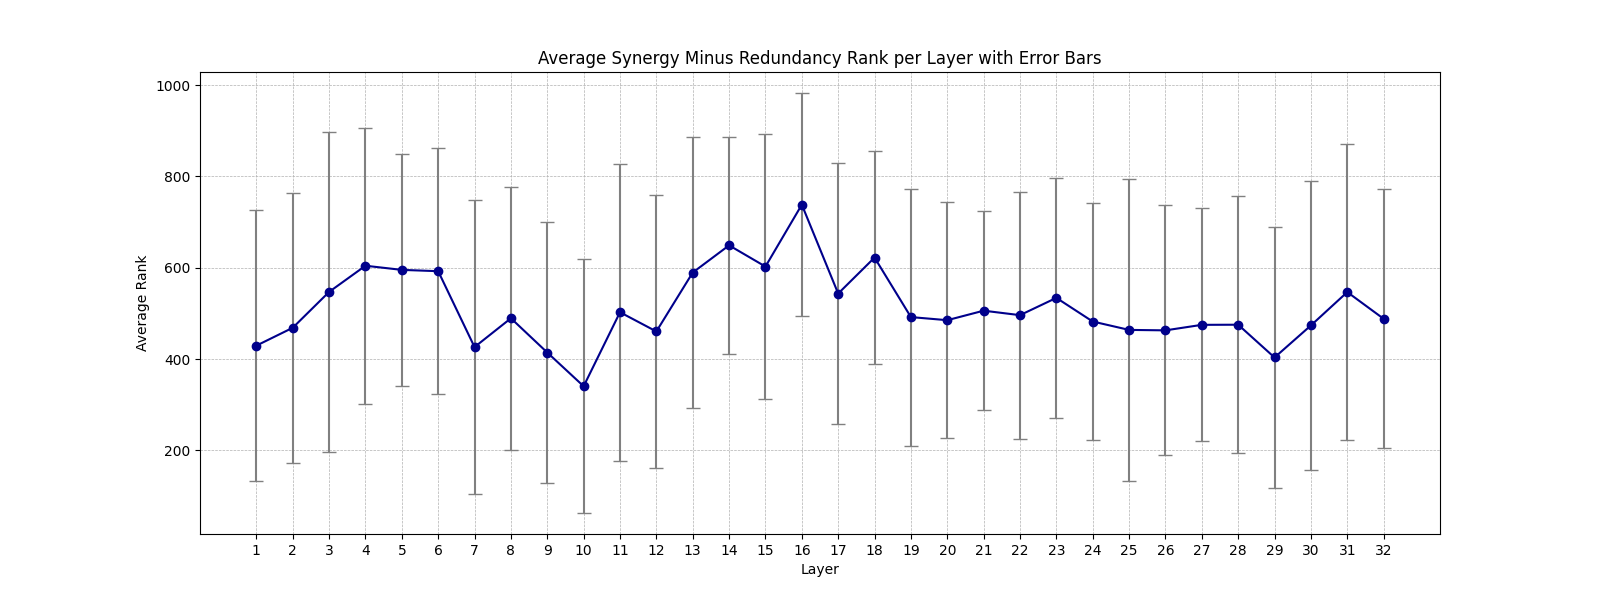 Average Synergy Minus Redundancy Rank per Layer with Error Bars
Average Rank
1000
800
600
400
200
1 2 3 4 5 6 7 8 9 10 11 12 13 14 15 16 17 18 19 20 21 22 23 24 25 26 27 28 29 30 31 32
Layer